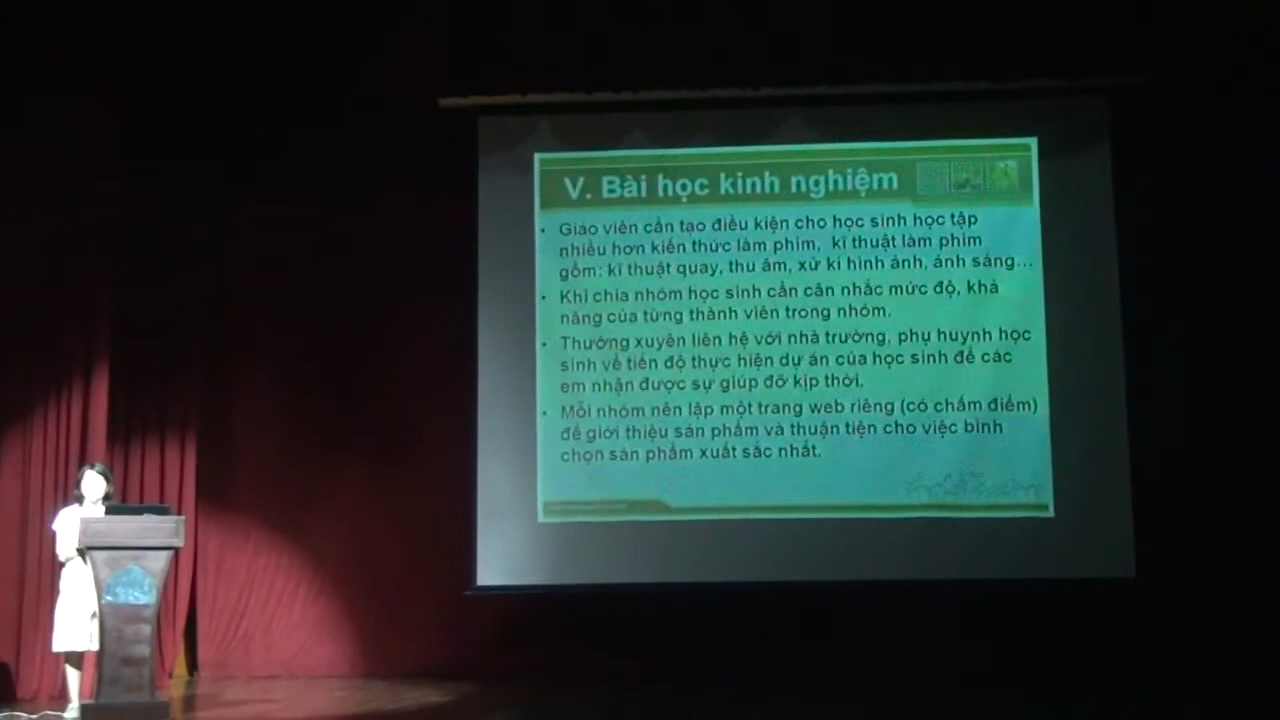 V. Bài học kinh nghiệm
• Giáo viên cần tạo điều kiện cho học sinh học tập
nhiều hơn kiến thức làm phim, kĩ thuật làm phim
gồm: kĩ thuật quay, thu âm, xử kí hình ảnh, ánh sáng...
• Khi chia nhóm học sinh cần cân nhắc mức độ, khả
năng của từng thành viên trong nhóm.
• Thường xuyên liên hệ với nhà trường, phụ huynh học
sinh về tiến độ thực hiện dự án của học sinh để các
em nhận được sự giúp đỡ kịp thời.
• Mỗi nhóm nên lập một trang web riêng (có chấm điểm)
để giới thiệu sản phẩm và thuận tiện cho việc bình
chọn sản phẩm xuất sắc nhất.